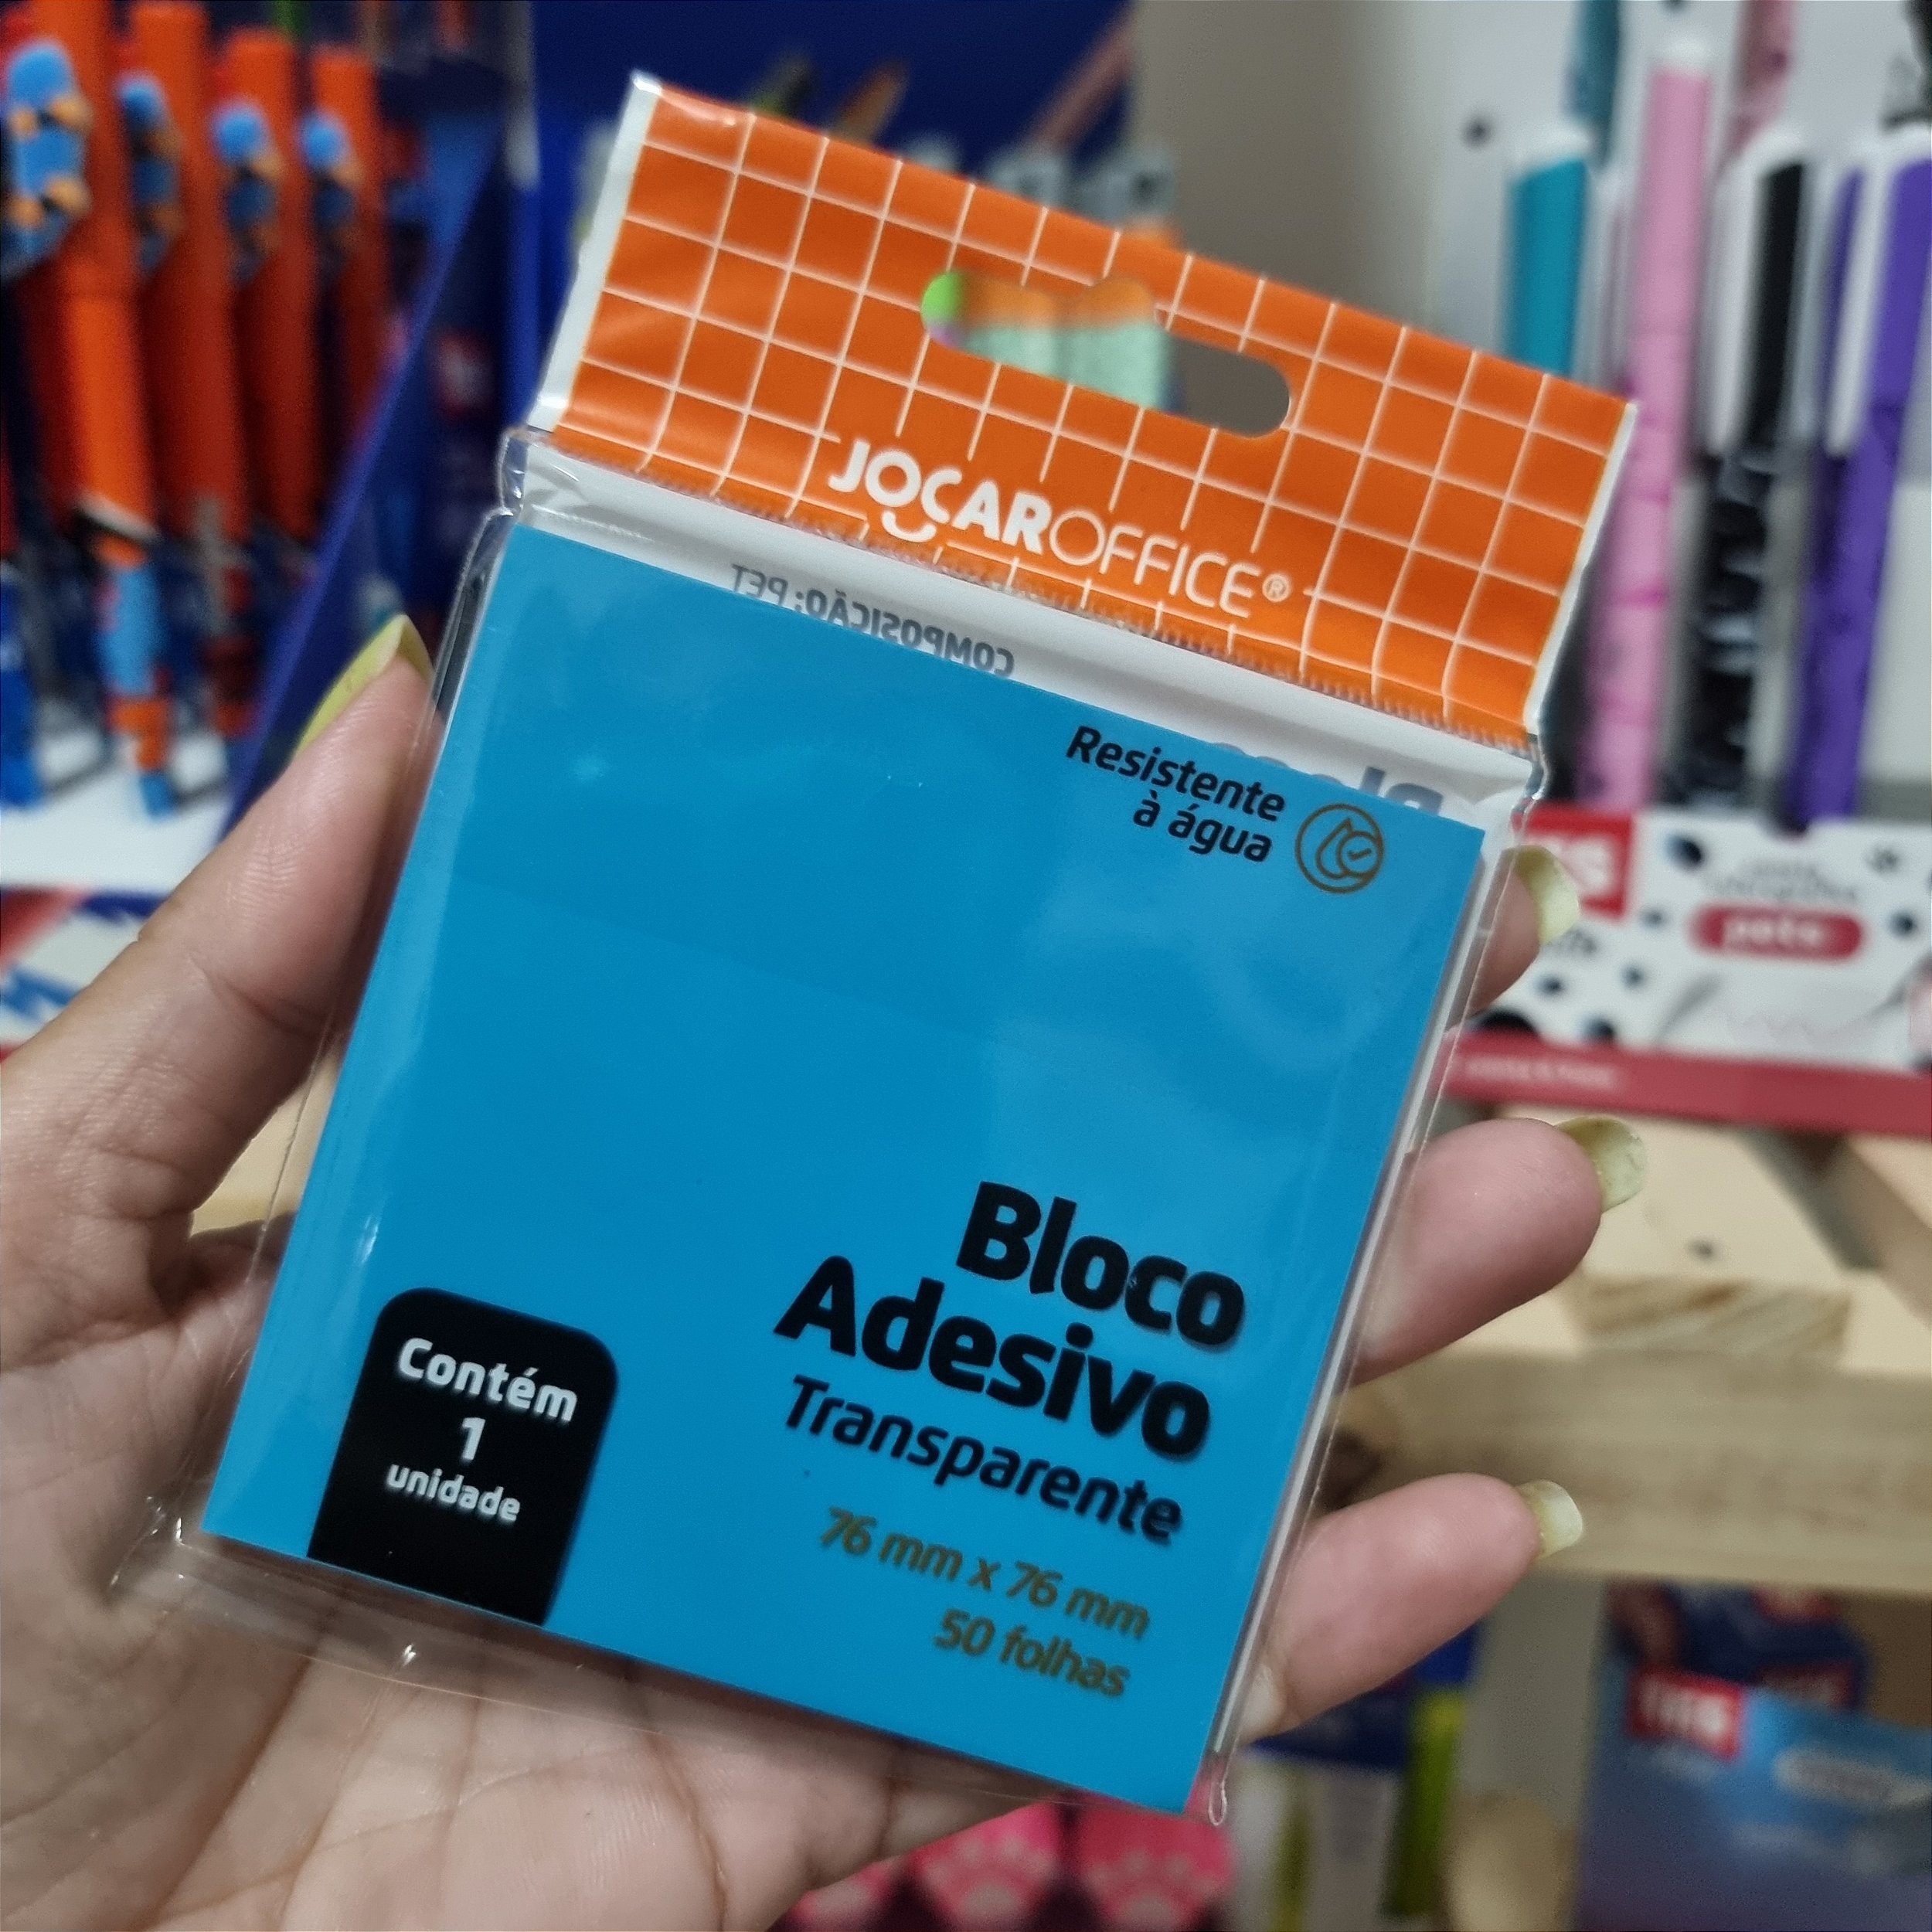 JOCAROFFICE®
COMPOSIÇÃO: PET
Resistente
à água
Bloco
Adesivo
Transparente
76 mm x 76 mm
50 folhas
Contém
1
unidade